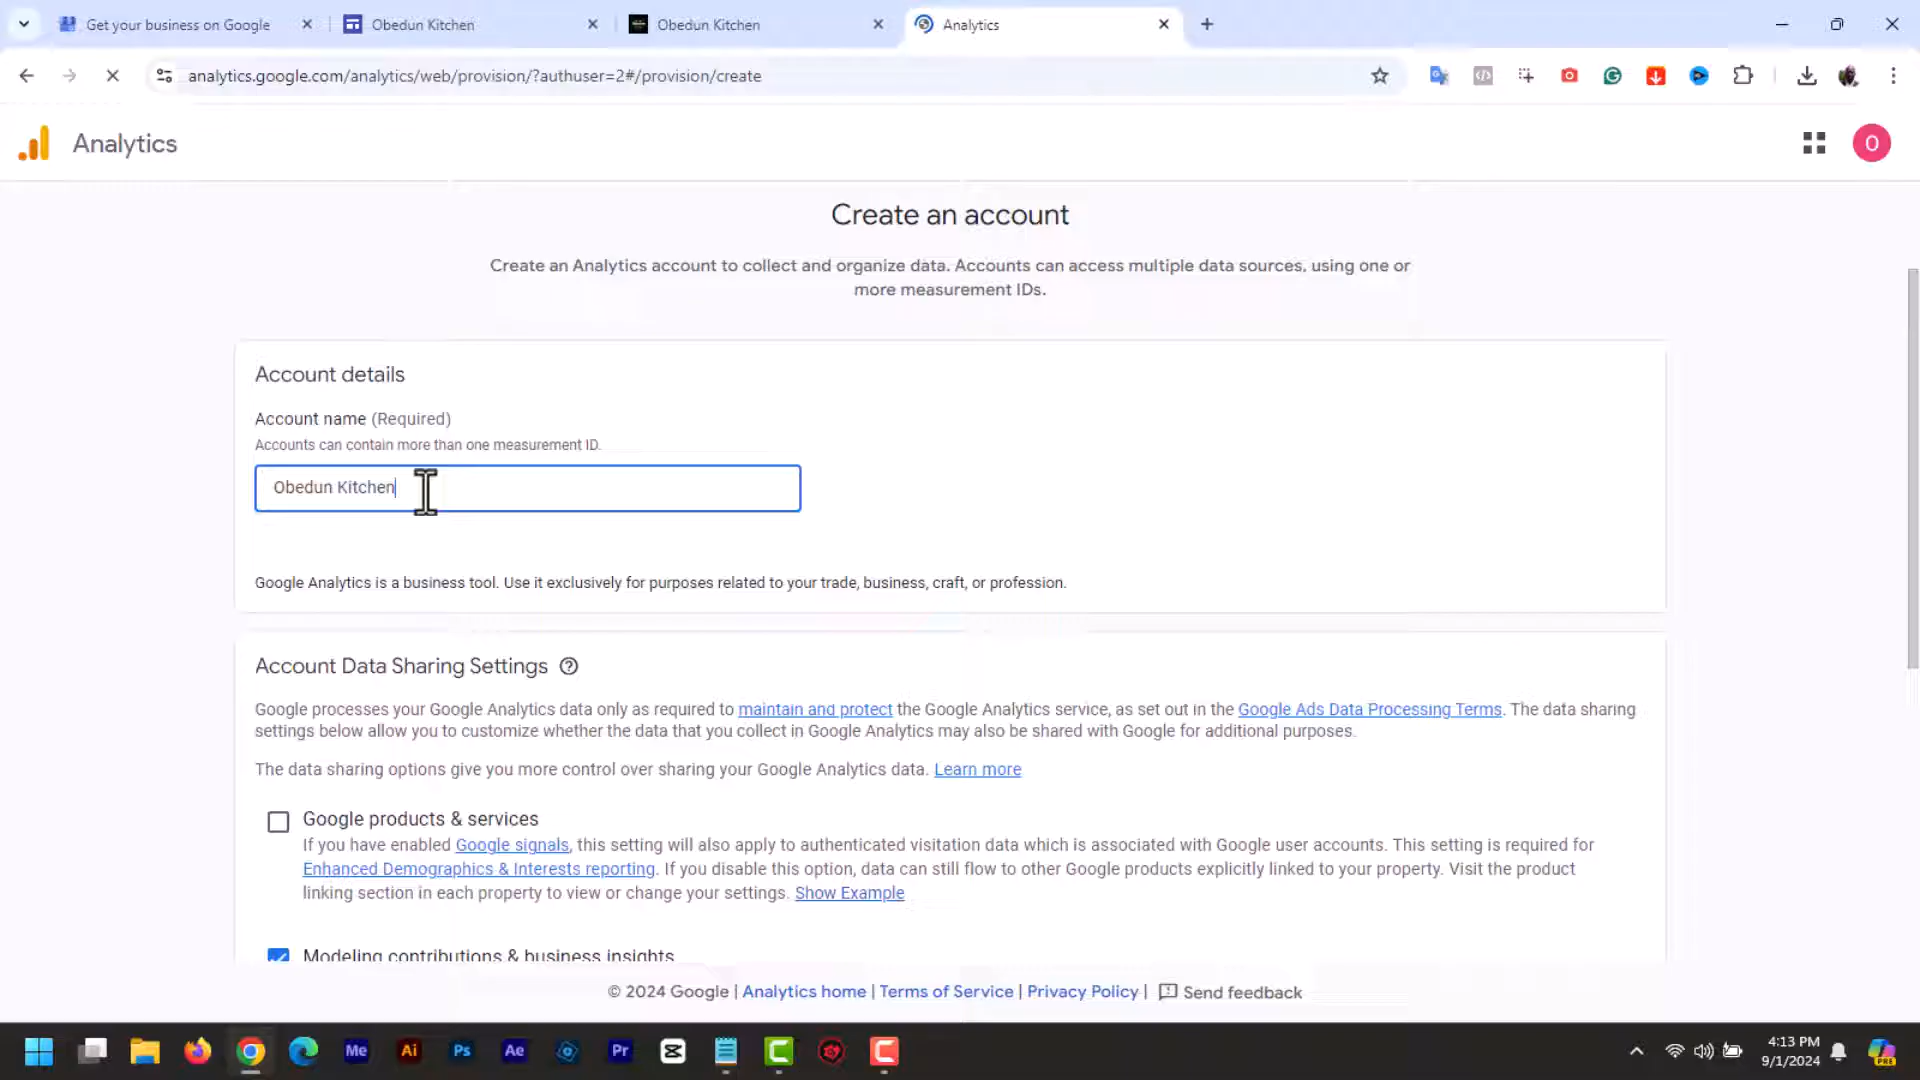 Get your business on Google
Obedun Kitchen
Obedun Kitchen
Analytics
analytics.google.com/analytics/web/provision/?authuser=2#/provision/create
Analytics
O
Create an account
Create an Analytics account to collect and organize data. Accounts can access multiple data sources, using one or
more measurement IDs.
Account details
Account name (Required)
Accounts can contain more than one measurement ID.
Obedun Kitchen
Google Analytics is a business tool. Use it exclusively for purposes related to your trade, business, craft, or profession.
Account Data Sharing Settings
Google processes your Google Analytics data only as required to maintain and protect the Google Analytics service, as set out in the Google Ads Data Processing Terms. The data sharing
settings below allow you to customize whether the data that you collect in Google Analytics may also be shared with Google for additional purposes.
The data sharing options give you more control over sharing your Google Analytics data. Learn more
Google products & services
If you have enabled Google signals, this setting will also apply to authenticated visitation data which is associated with Google user accounts. This setting is required for
Enhanced Demographics & Interests reporting. If you disable this option, data can still flow to other Google products explicitly linked to your property. Visit the product
linking section in each property to view or change your settings. Show Example
Modeling contributions & business insights
© 2024 Google | Analytics home | Terms of Service | Privacy Policy | Send feedback
Me
Ai
Ps
Ae
Pr
4:13 PM
9/1/2024
PRE